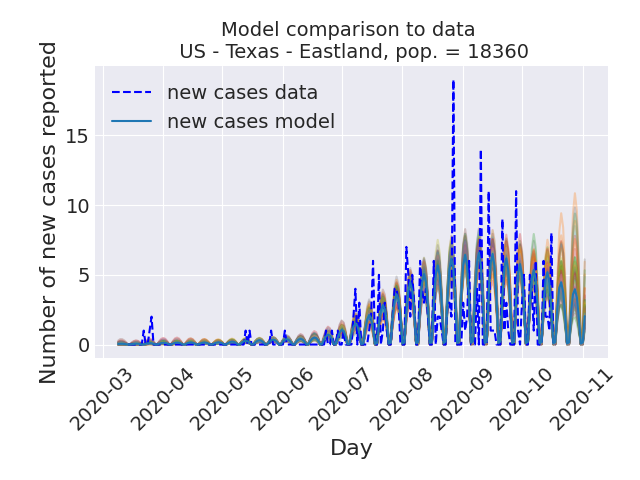 Model comparison to data
US - Texas - Eastland, pop. = 18360
Number of new cases reported
new cases data
new cases model
15
10
5
0
2020-03
2020-04
2020-05
2020-06
2020-07
2020-08
2020-09
2020-10
2020-11
Day